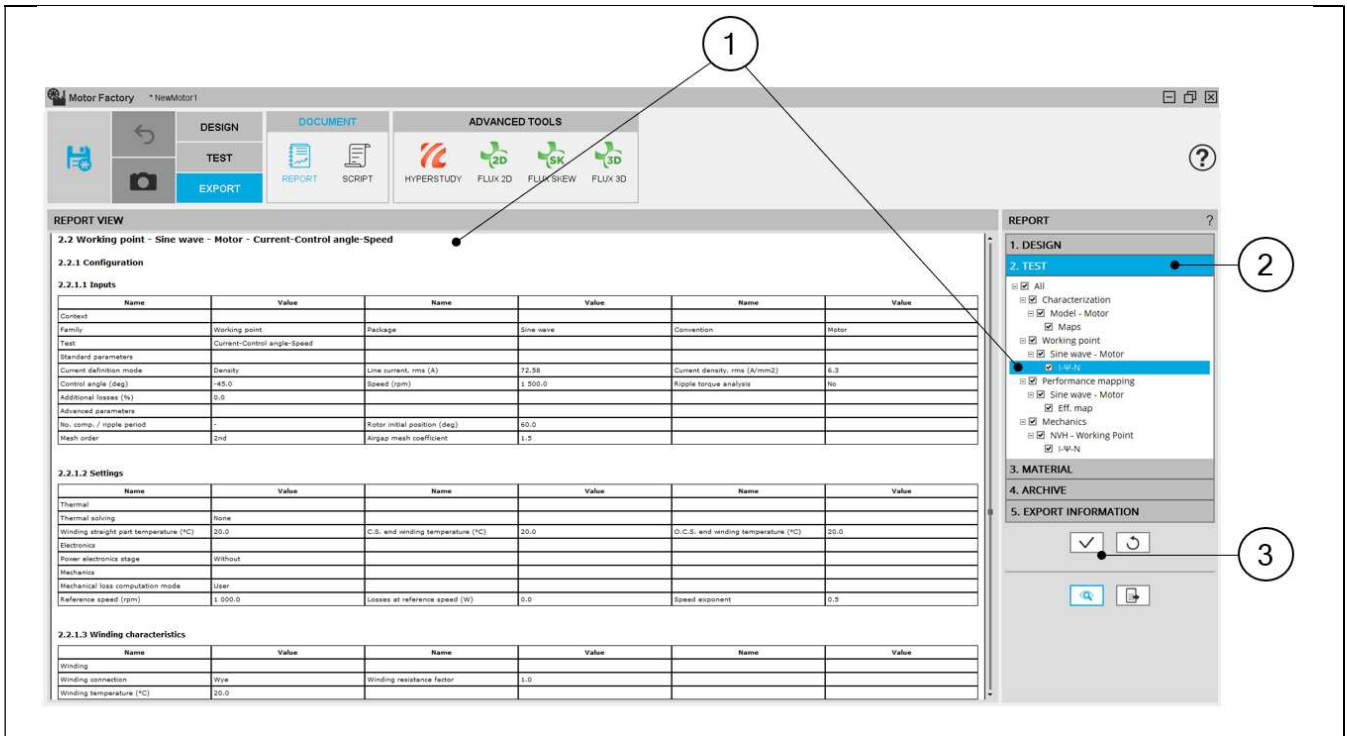 1
Motor Factory * NewMotor1
DESIGN
TEST
EXPORT
DOCUMENT
REPORT SCRIPT
ADVANCED TOOLS
HYPERSTUDY FLUX 2D FLUX SKEW FLUX 3D
2D SK 3D
?
REPORT VIEW
2.2 Working point - Sine wave - Motor - Current-Control angle-Speed
2.2.1 Configuration
2.2.1.1 Inputs
Name Value Name Value Name Value
Context
Family Working point Package Sine wave Convention Motor
Test Current-Control angle-Speed
Standard parameters
Current definition mode Density Line current, rms (A) 72.58 Current density, rms (A/mm2) 6.3
Control angle (deg) -45.0 Speed (rpm) 1 500.0 Ripple torque analysis No
Additional losses (%) 0.0
Advanced parameters
No. comp. / ripple period - Rotor initial position (deg) 60.0
Mesh order 2nd Airgap mesh coefficient 1.5
2.2.1.2 Settings
Name Value Name Value Name Value
Thermal
Thermal solving None
Winding straight part temperature (°C) 20.0 C.S. end winding temperature (°C) 20.0 O.C.S. end winding temperature (°C) 20.0
Electronics
Power electronics stage Without
Mechanics
Mechanical loss computation mode User
Reference speed (rpm) 1 000.0 Losses at reference speed (W) 0.0 Speed exponent 0.5
2.2.1.3 Winding characteristics
Name Value Name Value Name Value
Winding
Winding connection Wye Winding resistance factor 1.0
Winding temperature (°C) 20.0
REPORT ?
1. DESIGN
2. TEST
2
All
Characterization
Model - Motor
Maps
Working point
Sine wave - Motor
I-Ψ-N
Performance mapping
Sine wave - Motor
Eff. map
Mechanics
NVH - Working Point
I-Ψ-N
3. MATERIAL
4. ARCHIVE
5. EXPORT INFORMATION
3